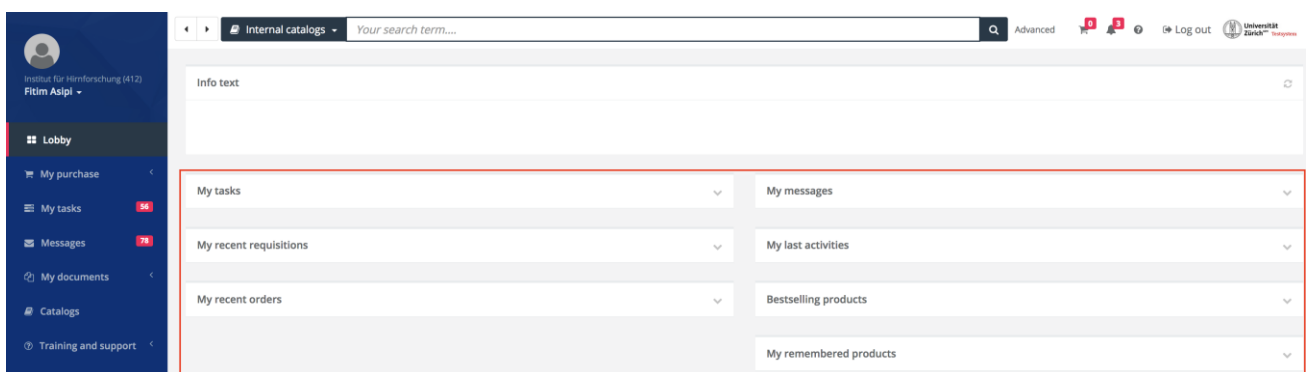 Institut für Hirnforschung (412)
Fitim Asipi
Lobby
My purchase
My tasks 56
Messages 78
My documents
Catalogs
Training and support
Internal catalogs
Your search term....
Advanced
0
3
Log out
Universität
Zürich UZH Testsystem
Info text
My tasks
My messages
My recent requisitions
My last activities
My recent orders
Bestselling products
My remembered products